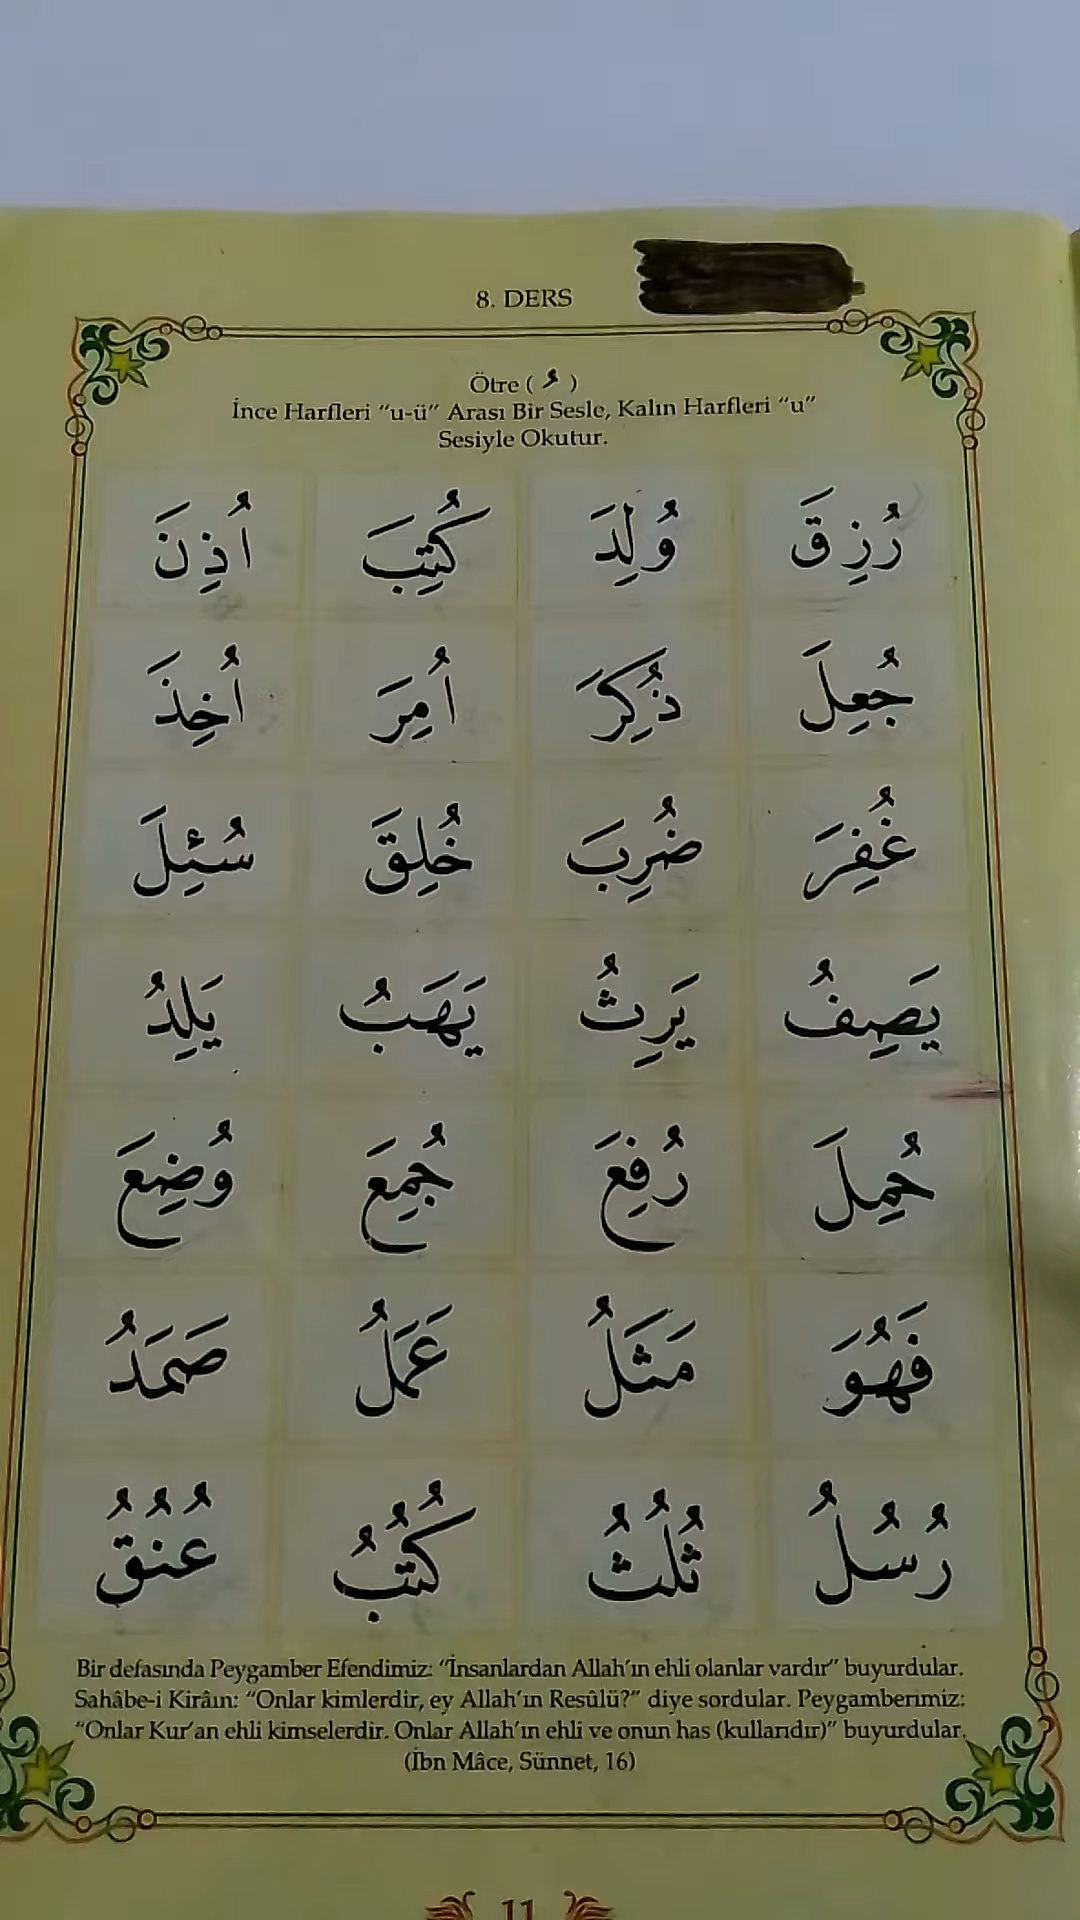 8. DERS
Ötre ( ُ )
İnce Harfleri "u-ü" Arası Bir Sesle, Kalın Harfleri "u"
Sesiyle Okutur.
رُزِقَ وُلِدَ كُتِبَ اُذِنَ
جُعِلَ ذُكِرَ اُمِرَ اُخِذَ
غُفِرَ ضُرِبَ خُلِقَ سُئِلَ
يَصِفُ يَرِثُ يَهَبُ يَلِدُ
حُمِلَ رُفِعَ جُمِعَ وُضِعَ
فَهُوَ مَثَلُ عَمَلُ صَمَدُ
رُسُلُ ثُلُثُ كُتُبُ عُنُقُ
Bir defasında Peygamber Efendimiz: "İnsanlardan Allah'ın ehli olanlar vardır" buyurdular.
Sahâbe-i Kirâm: "Onlar kimlerdir, ey Allah'ın Resûlü?" diye sordular. Peygamberimiz:
"Onlar Kur'an ehli kimselerdir. Onlar Allah'ın ehli ve onun has (kullarıdır)" buyurdular.
(İbn Mâce, Sünnet, 16)
11